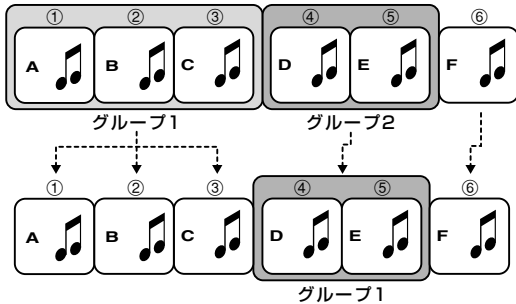 ① ② ③ ④ ⑤ ⑥
A B C D E F
グループ1 グループ2
① ② ③ ④ ⑤ ⑥
A B C D E F
グループ1